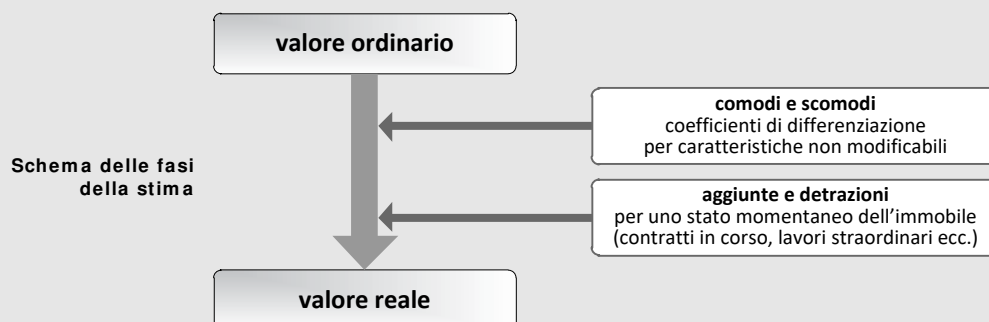 valore ordinario
comodi e scomodi
coefficienti di differenziazione
per caratteristiche non modificabili
Schema delle fasi
della stima
aggiunte e detrazioni
per uno stato momentaneo dell'immobile
(contratti in corso, lavori straordinari ecc.)
valore reale